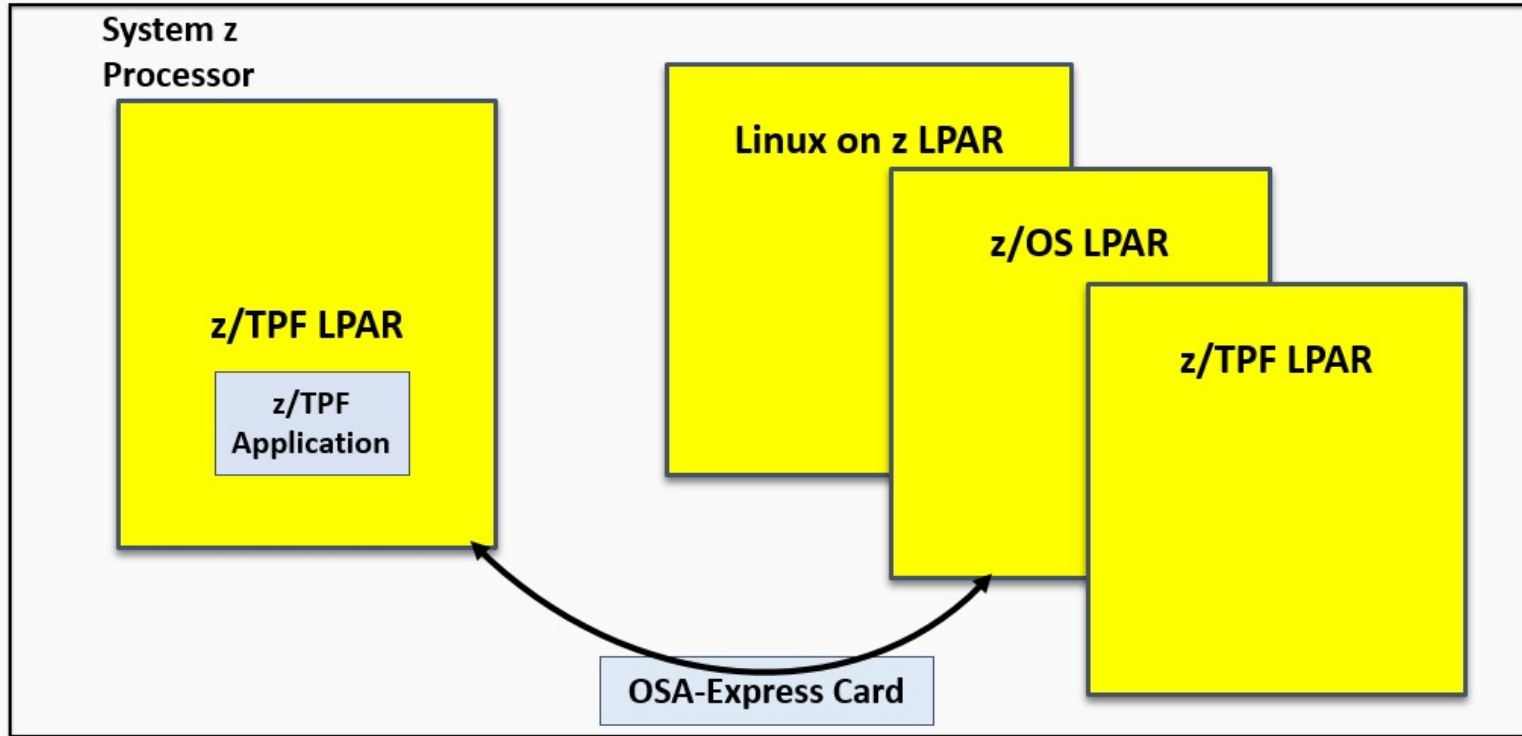 System z
Processor
Linux on z LPAR
z/OS LPAR
z/TPF LPAR
z/TPF LPAR
z/TPF
Application
OSA-Express Card